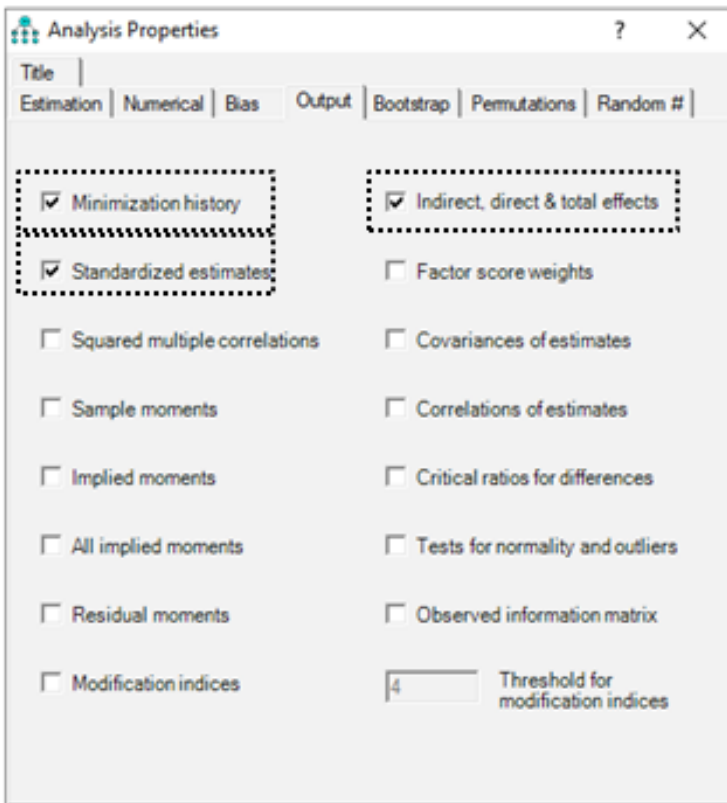 Analysis Properties
?
Title
Estimation
Numerical
Bias
Output
Bootstrap
Permutations
Random #
Minimization history
Indirect, direct & total effects
Standardized estimates
Factor score weights
Squared multiple correlations
Covariances of estimates
Sample moments
Correlations of estimates
Implied moments
Critical ratios for differences
All implied moments
Tests for normality and outliers
Residual moments
Observed information matrix
Modification indices
4
Threshold for
modification indices